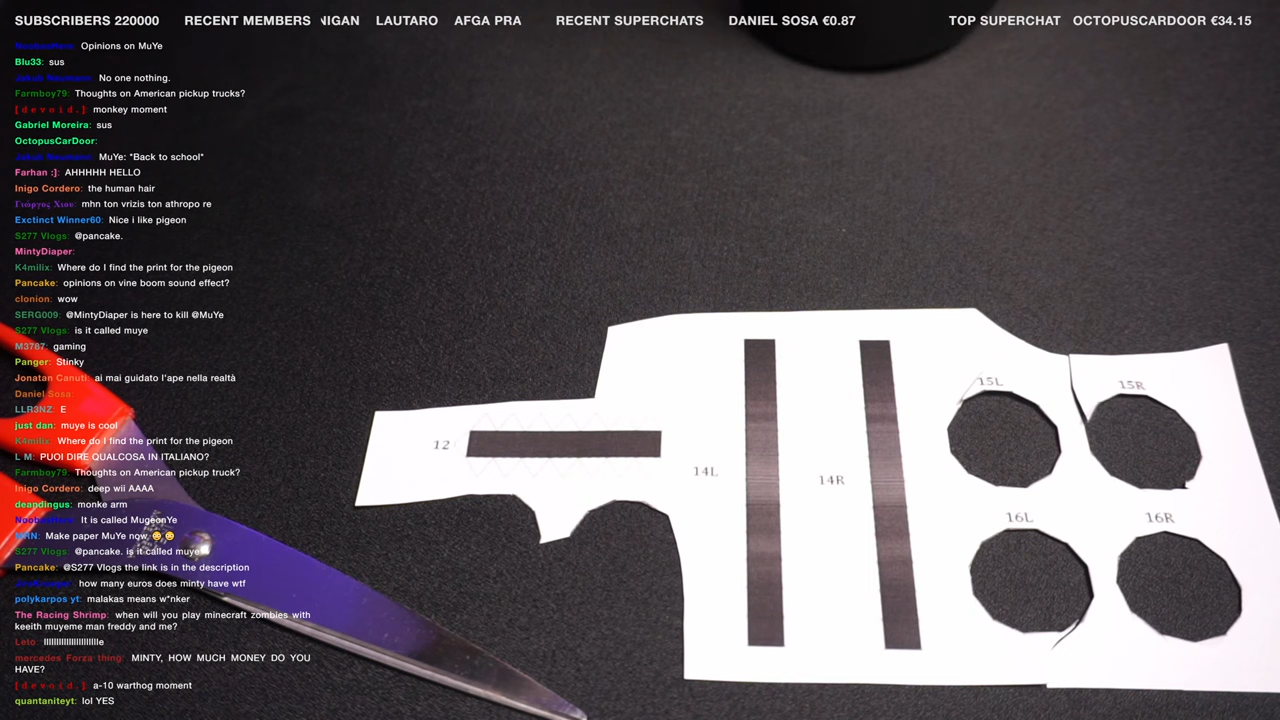 SUBSCRIBERS 220000 RECENT MEMBERS NIGAN LAUTARO AFGA PRA RECENT SUPERCHATS DANIEL SOSA €0.87 TOP SUPERCHAT OCTOPUSCARDOOR €34.15
Opinions on MuYe
Blu33: sus
Jakub Neumann: No one nothing.
Farmboy79: Thoughts on American pickup trucks?
[ d e v o i d . ] monkey moment
Gabriel Moreira: sus
OctopusCarDoor:
Jakub Neumann: MuYe: *Back to school*
Farhan :]: AHHHHH HELLO
Inigo Cordero: the human hair
Γιώργος Χιου: mhn ton vrizis ton athropo re
Exctinct Winner60: Nice i like pigeon
S277 Vlogs: @pancake.
MintyDiaper:
K4milix: Where do I find the print for the pigeon
Pancake: opinions on vine boom sound effect?
clonion: wow
SERG009: @MintyDiaper is here to kill @MuYe
S277 Vlogs: is it called muye
M3787: gaming
Panger: Stinky
Jonatan Canuti: ai mai guidato l'ape nella realtà
Daniel Sosa:
LLR3NZ: E
just dan: muye is cool
K4milix: Where do I find the print for the pigeon
L M: PUOI DIRE QUALCOSA IN ITALIANO?
Farmboy79: Thoughts on American pickup truck?
Inigo Cordero: deep wii AAAA
deandingus: monke arm
It is called MugeonYe
Make paper MuYe now 😳😳
S277 Vlogs: @pancake. is it called muye
Pancake: @S277 Vlogs the link is in the description
how many euros does minty have wtf
polykarpos yt: malakas means w*nker
The Racing Shrimp: when will you play minecraft zombies with
keeith muyeme man freddy and me?
Leto: llllllllllllllllllllllle
mercedes Forza thing: MINTY, HOW MUCH MONEY DO YOU
HAVE?
[ d e v o i d . ] a-10 warthog moment
quantaniteyt: lol YES
15L
15R
12
14L
14R
16L
16R